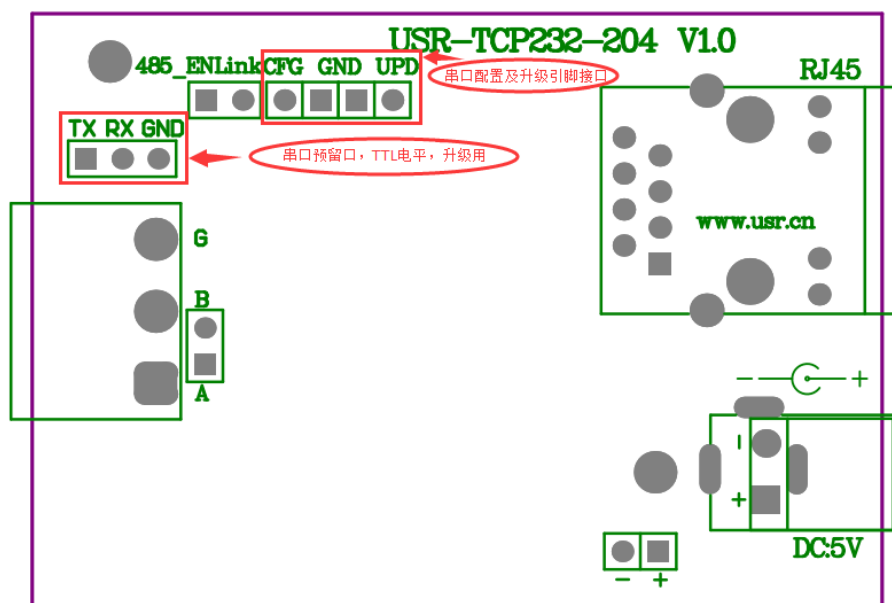 USR-TCP232-204 V1.0
485_EN Link CFG GND UPD
串口配置及升级引脚接口
RJ45
TX RX GND
串口预留口，TTL电平，升级用
www.usr.cn
G
B
A
- +
-
+
DC:5V
- +